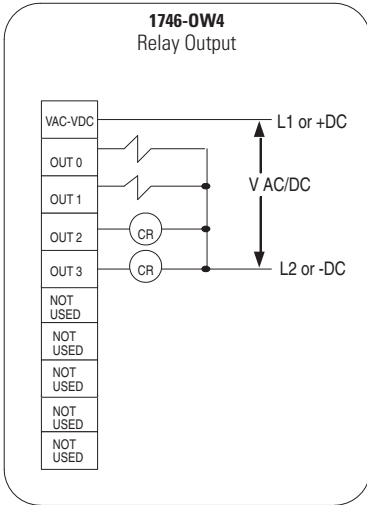 1746-OW4
Relay Output
VAC-VDC
L1 or +DC
OUT 0
V AC/DC
OUT 1
OUT 2
CR
OUT 3
CR
L2 or -DC
NOT
USED
NOT
USED
NOT
USED
NOT
USED
NOT
USED